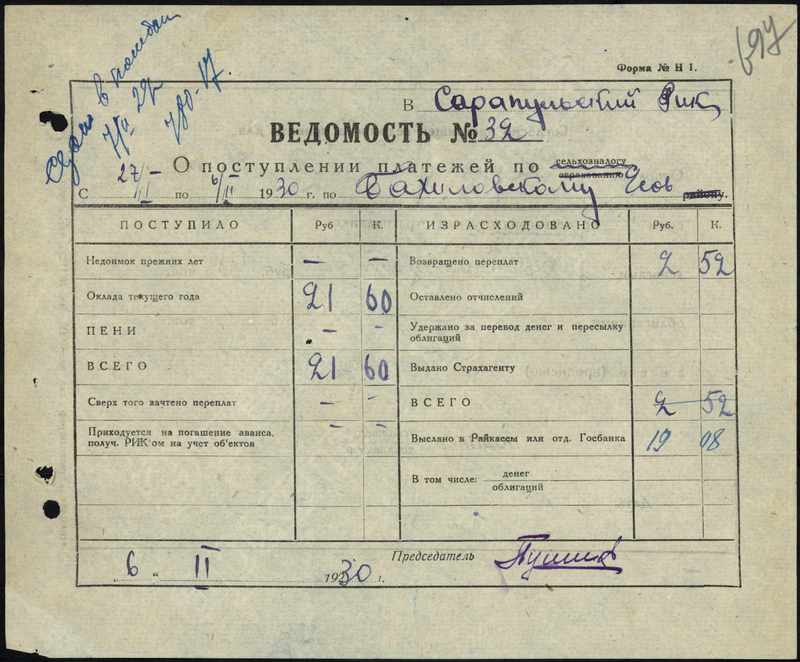 697
Форма № Н 1.
В Сарапульский Рик
ВЕДОМОСТЬ № 32
О поступлении платежей по сельхозналогу
С 27/I по 6/II 1930 г. по району.
ПОСТУПИЛО Руб К. ИЗРАСХОДОВАНО Руб. К.
Недоимок прежних лет — — Возвращено переплат 2 52
Оклада текущего года 21 60 Оставлено отчислений
ПЕНИ – - Удержано за перевод денег и пересылку
облигаций
ВСЕГО 21 60 Выдано Страхагенту
Сверх того зачтено переплат – - ВСЕГО 2 52
Приходуется на погашение аванса, – -
получ. РИК'ом на учет об'ектов Выслано в Райкассы или отд. Госбанка 19 08
В том числе: денег
облигаций
Председатель
„ 6 “ II 1930 г.